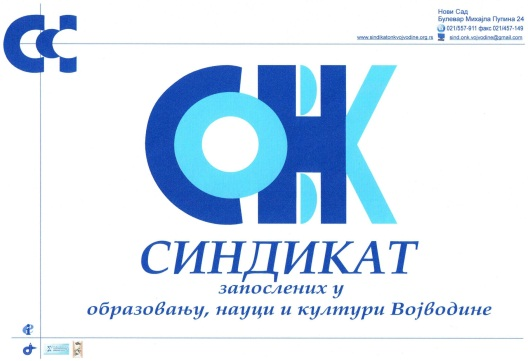 Нови Сад
Булевар Михајла Пупина 24
021/557-911 факс 021/457-149
www.sindikatonkvojvodine.org.rs sind.onk.vojvodine@gmail.com
СИНДИКАТ
запослених у
образовању, науци и култури Војводине